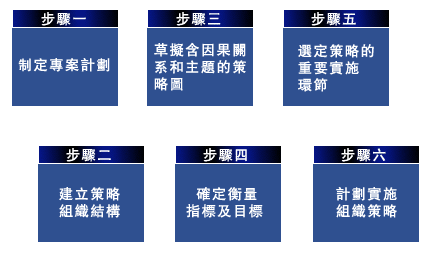 步驟一
制定專案計劃
步驟三
草擬含因果關
系和主題的策
略圖
步驟五
選定策略的
重要實施
環節
步驟二
建立策略
組織結構
步驟四
確定衡量
指標及目標
步驟六
計劃實施
組織策略